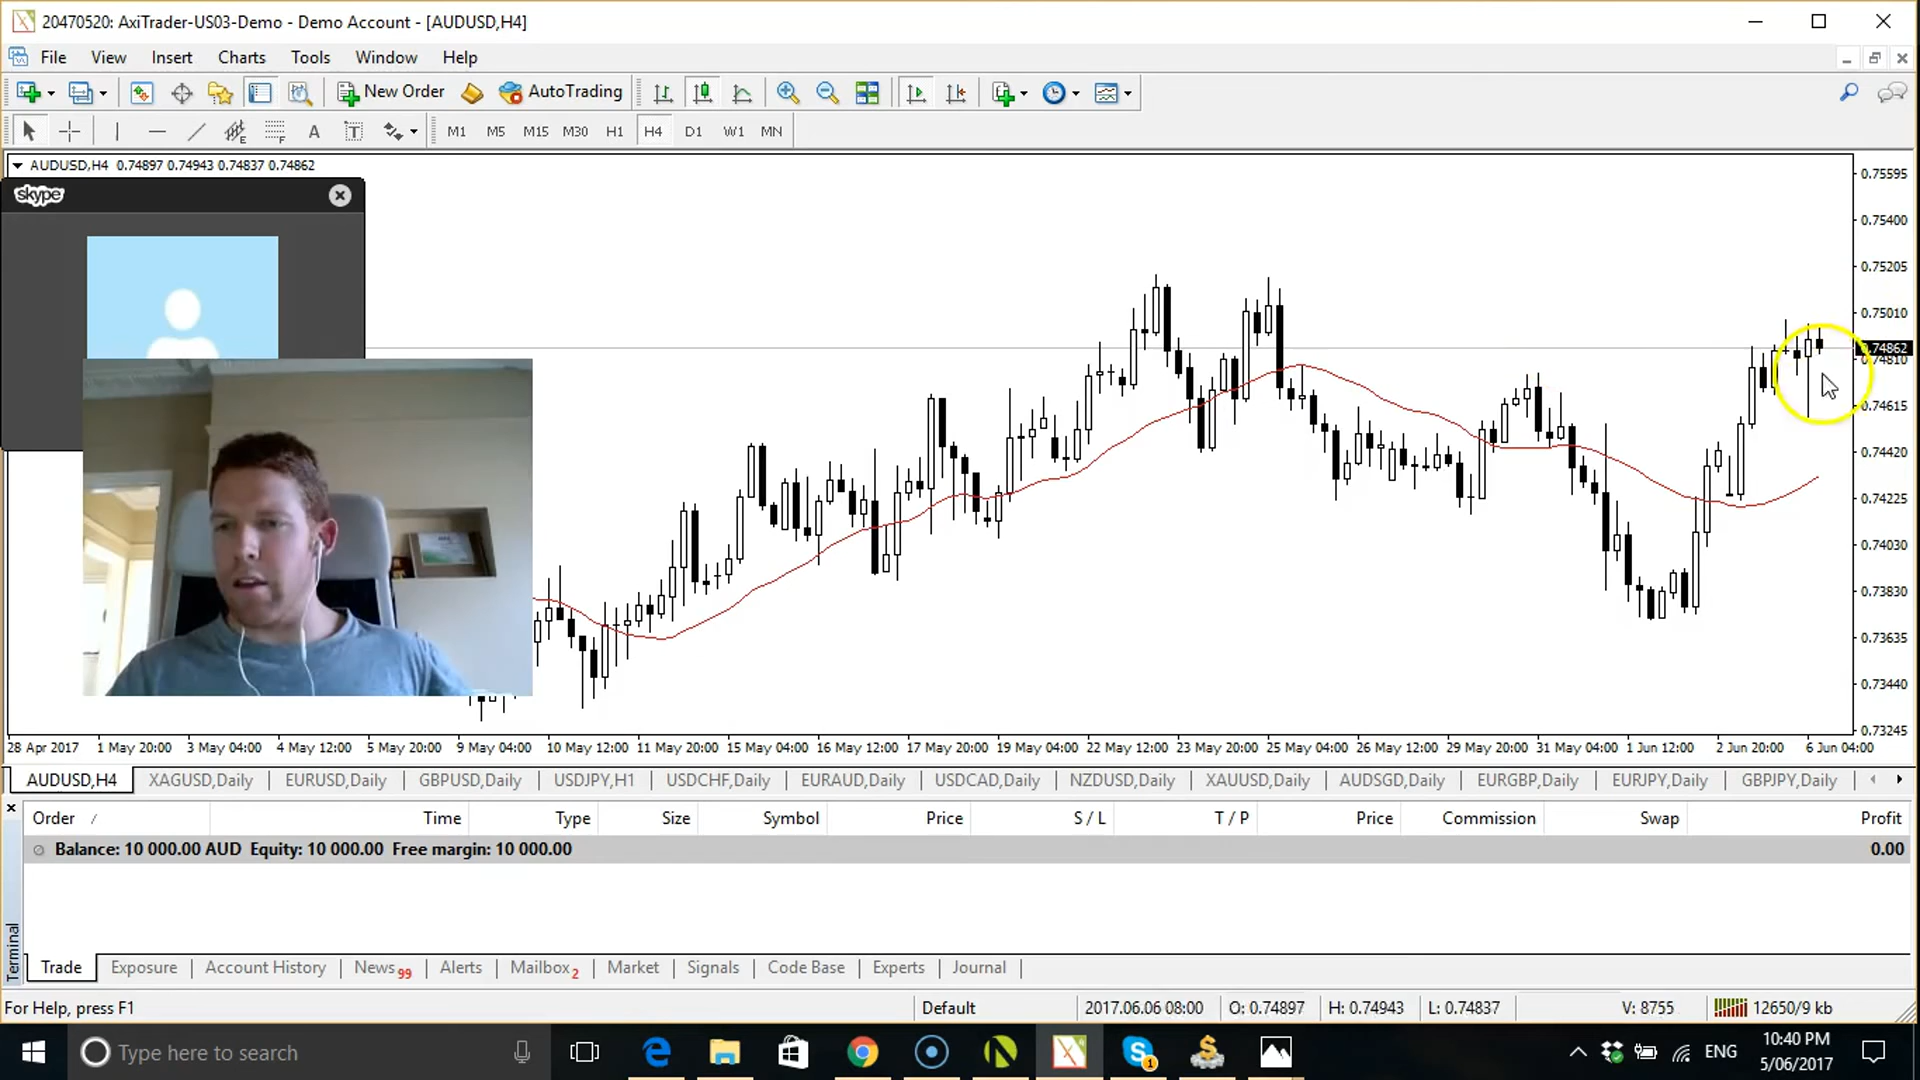 20470520: AxiTrader-US03-Demo - Demo Account - [AUDUSD,H4]
File View Insert Charts Tools Window Help
New Order AutoTrading
A T M1 M5 M15 M30 H1 H4 D1 W1 MN
AUDUSD,H4 0.74897 0.74943 0.74837 0.74862
skype
0.75595
0.75400
0.75205
0.75010
0.74862
0.74810
0.74615
0.74420
0.74225
0.74030
0.73830
0.73635
0.73440
0.73245
28 Apr 2017 1 May 20:00 3 May 04:00 4 May 12:00 5 May 20:00 9 May 04:00 10 May 12:00 11 May 20:00 15 May 04:00 16 May 12:00 17 May 20:00 19 May 04:00 22 May 12:00 23 May 20:00 25 May 04:00 26 May 12:00 29 May 20:00 31 May 04:00 1 Jun 12:00 2 Jun 20:00 6 Jun 04:00
AUDUSD,H4 XAGUSD,Daily EURUSD,Daily GBPUSD,Daily USDJPY,H1 USDCHF,Daily EURAUD,Daily USDCAD,Daily NZDUSD,Daily XAUUSD,Daily AUDSGD,Daily EURGBP,Daily EURJPY,Daily GBPJPY,Daily
Order / Time Type Size Symbol Price S / L T / P Price Commission Swap Profit
Balance: 10 000.00 AUD Equity: 10 000.00 Free margin: 10 000.00 0.00
Terminal
Trade Exposure Account History News 99 Alerts Mailbox 2 Market Signals Code Base Experts Journal
For Help, press F1 Default 2017.06.06 08:00 O: 0.74897 H: 0.74943 L: 0.74837 V: 8755 12650/9 kb
Type here to search 1 ENG 10:40 PM
5/06/2017